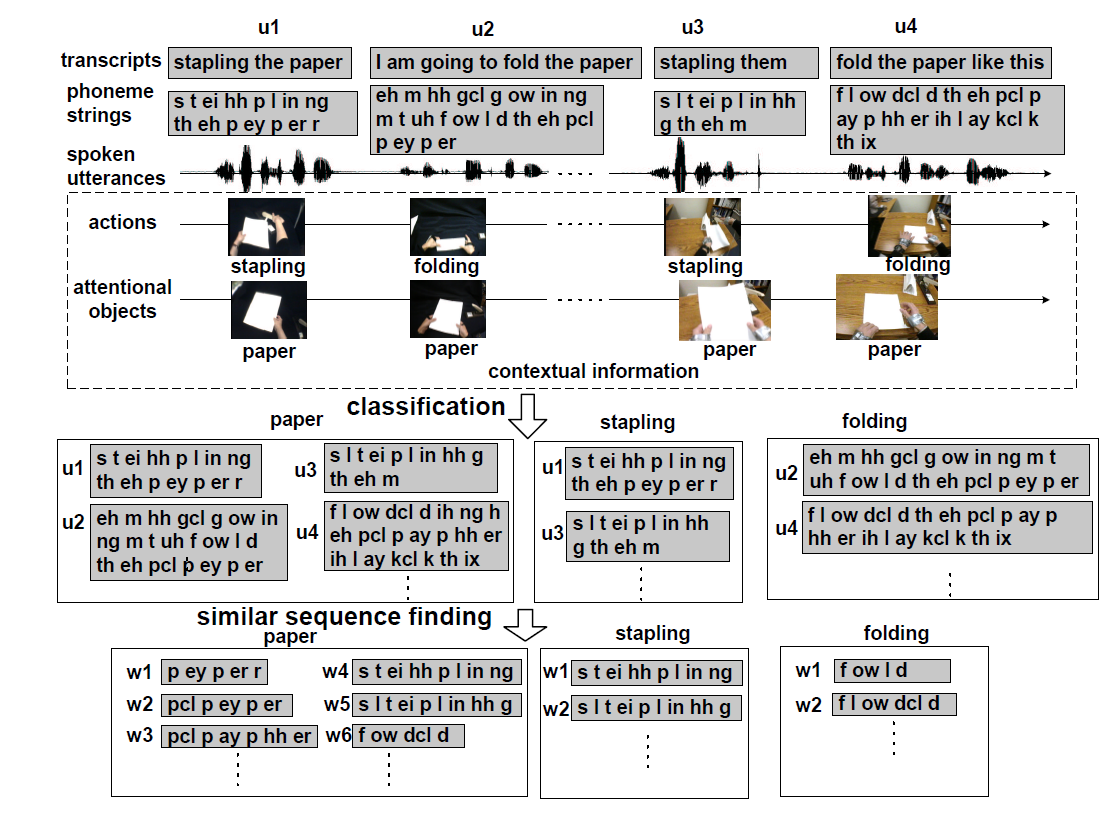 u1 u2 u3 u4
transcripts stapling the paper I am going to fold the paper stapling them fold the paper like this
phoneme
strings
s t ei hh p l in ng
th eh p ey p er r
eh m hh gcl g ow in ng
m t uh f ow l d th eh pcl
p ey p er
s l t ei p l in hh
g th eh m
f l ow dcl d th eh pcl p
ay p hh er ih l ay kcl k
th ix
spoken
utterances
actions
stapling folding stapling folding
attentional
objects
paper paper paper paper
contextual information
classification
paper stapling folding
u1
s t ei hh p l in ng
th eh p ey p er r
u3
s l t ei p l in hh g
th eh m
u2
eh m hh gcl g ow in
ng m t uh f ow l d
th eh pcl p ey p er
u4
f l ow dcl d ih ng h
eh pcl p ay p hh er
ih l ay kcl k th ix
u1
s t ei hh p l in ng
th eh p ey p er r
u3
s l t ei p l in hh
g th eh m
u2
eh m hh gcl g ow in ng m t
uh f ow l d th eh pcl p ey p er
u4
f l ow dcl d th eh pcl p ay p
hh er ih l ay kcl k th ix
similar sequence finding
paper stapling folding
w1 p ey p er r
w2 pcl p ey p er
w3 pcl p ay p hh er
w4 s t ei hh p l in ng
w5 s l t ei p l in hh g
w6 f ow dcl d
w1 s t ei hh p l in ng
w2 s l t ei p l in hh g
w1 f ow l d
w2 f l ow dcl d